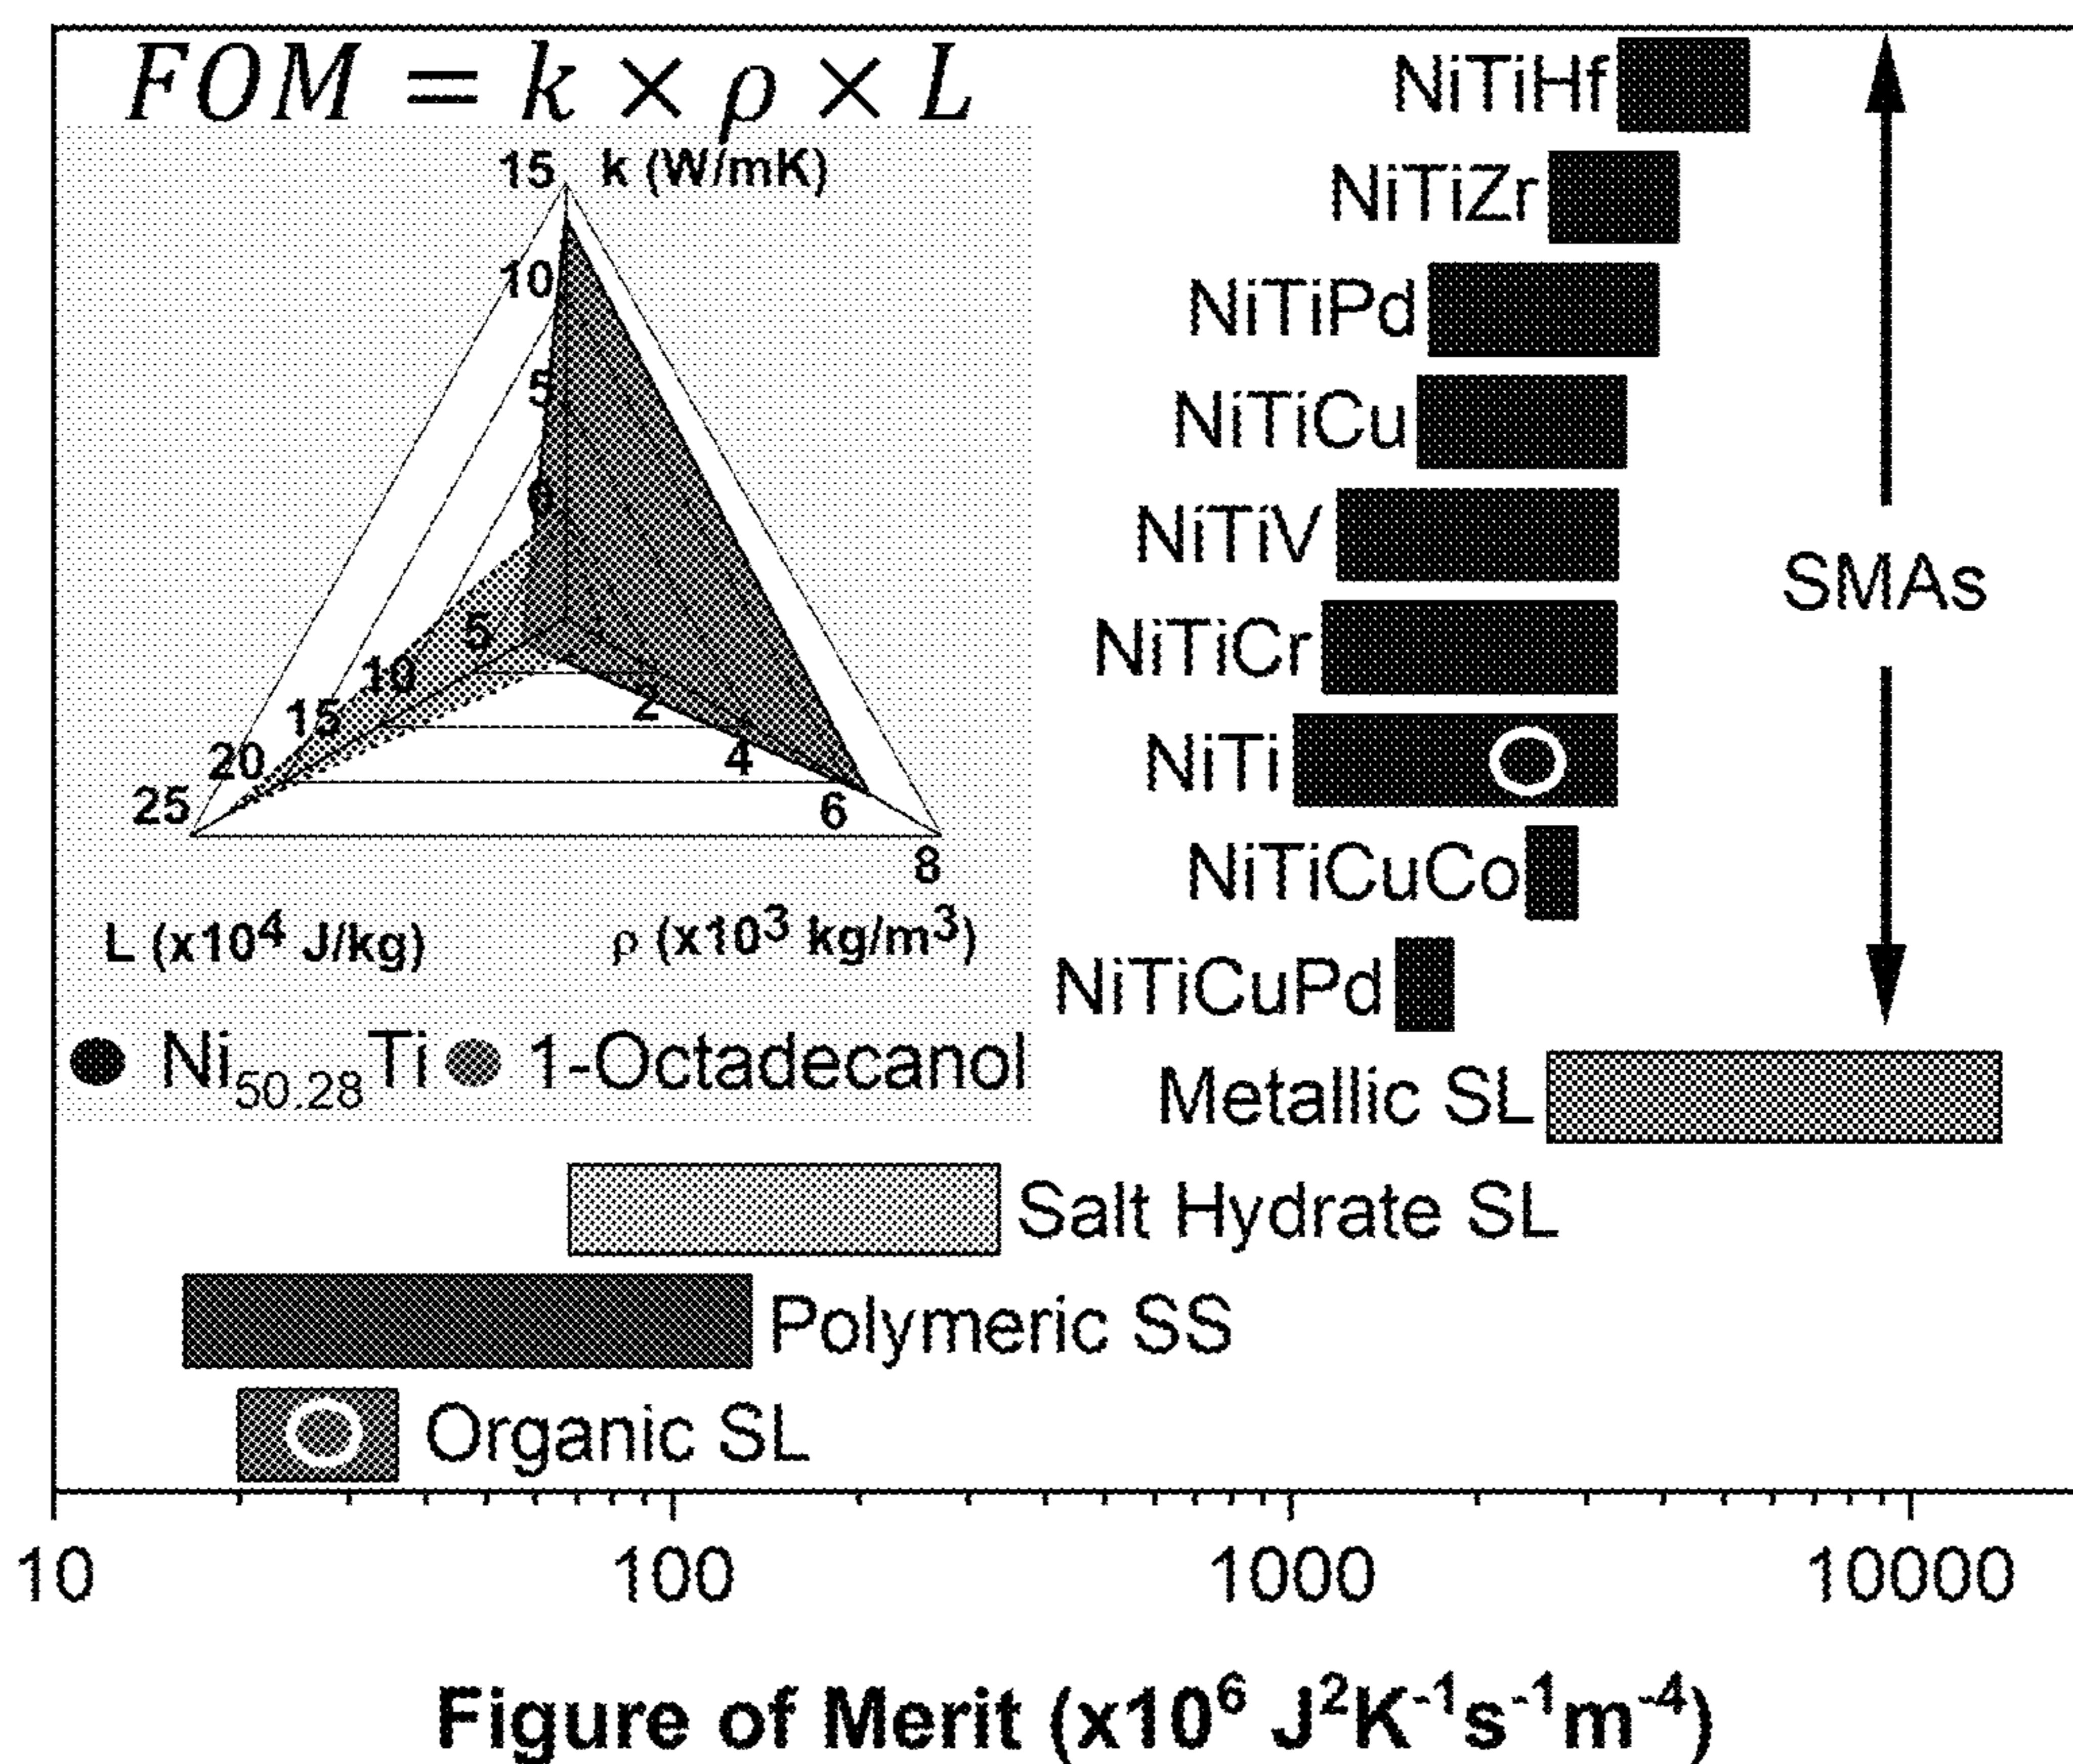 FOM = k × ρ × L
15 k (W/mK)
10
5
0
5
10
15
20
25
2
4
6
8
L (x10⁴ J/kg)
ρ (x10³ kg/m³)
Ni₅₀.₂₈Ti
1-Octadecanol
NiTiHf
NiTiZr
NiTiPd
NiTiCu
NiTiV
NiTiCr
NiTi
NiTiCuCo
NiTiCuPd
SMAs
Metallic SL
Salt Hydrate SL
Polymeric SS
Organic SL
10 100 1000 10000
Figure of Merit (x10⁶ J²K⁻¹s⁻¹m⁻⁴)